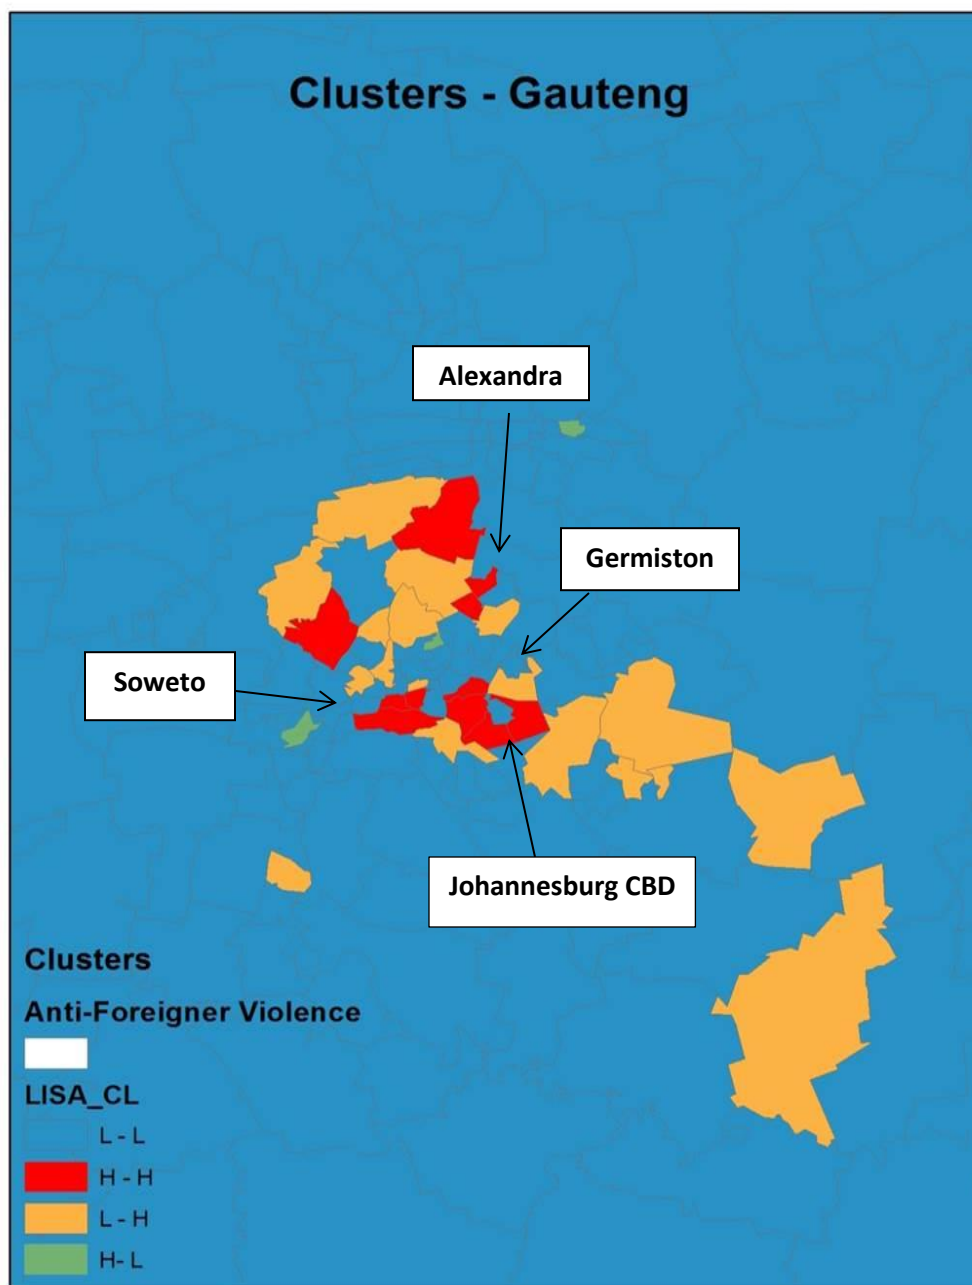 Clusters - Gauteng
Alexandra
Germiston
Soweto
Johannesburg CBD
Clusters
Anti-Foreigner Violence
LISA_CL
L - L
H - H
L - H
H- L